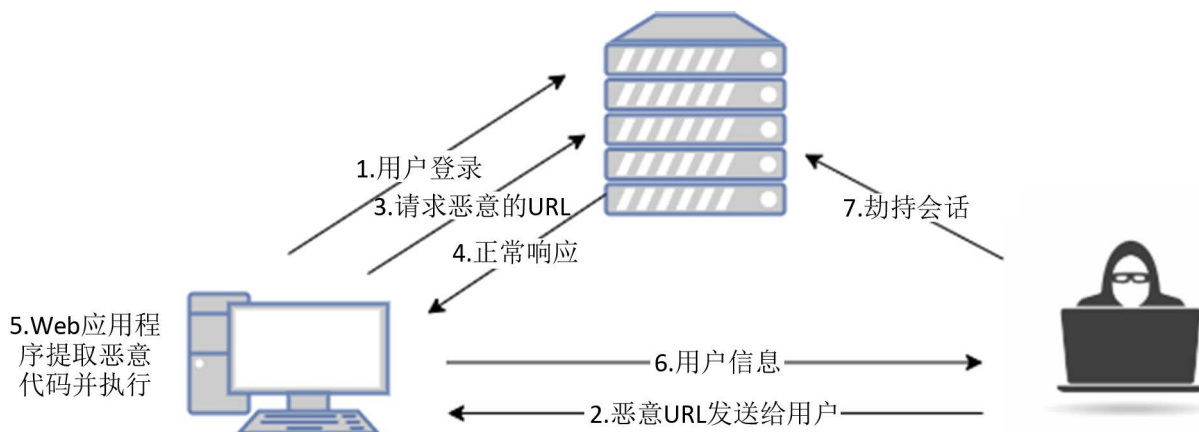 1.用户登录
3.请求恶意的URL
7.劫持会话
4.正常响应
5.Web应用程
序提取恶意
代码并执行
6.用户信息
2.恶意URL发送给用户